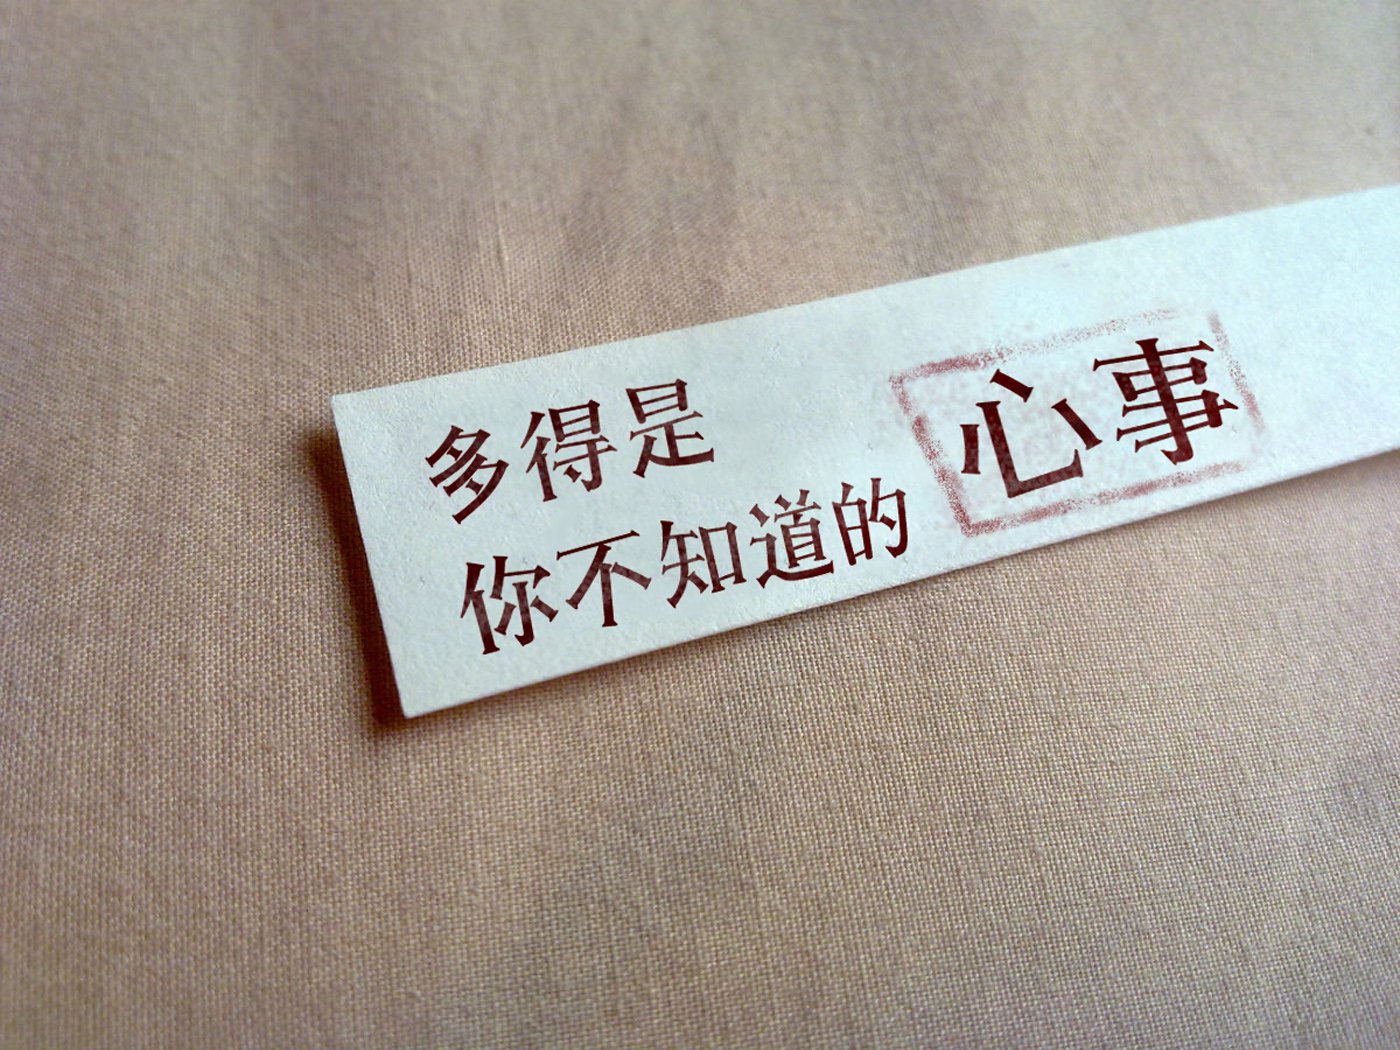 多得是
你不知道的
心事